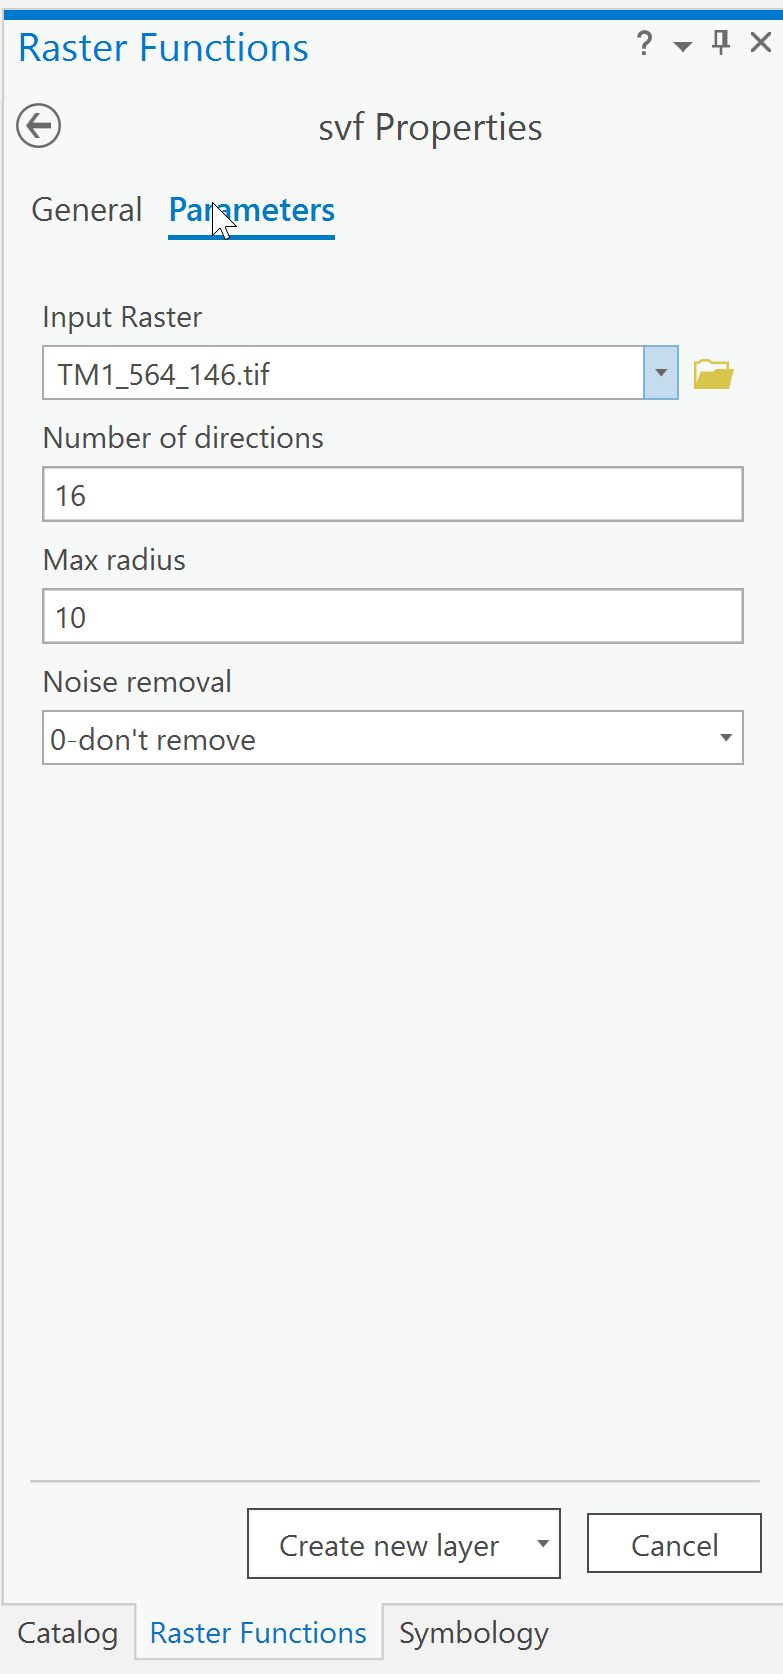 Raster Functions
svf Properties
General Parameters
Input Raster
TM1_564_146.tif
Number of directions
16
Max radius
10
Noise removal
0-don't remove
Create new layer Cancel
Catalog Raster Functions Symbology